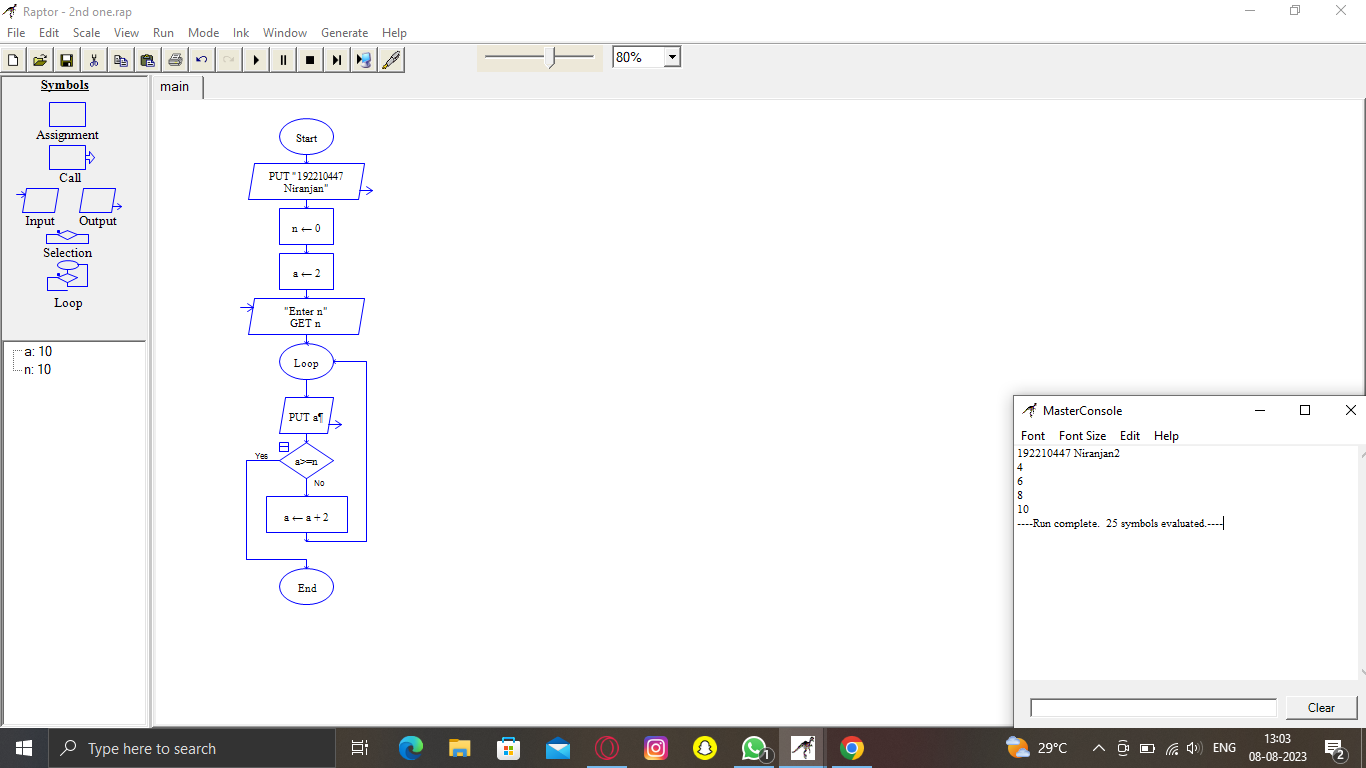 Raptor - 2nd one.rap
File Edit Scale View Run Mode Ink Window Generate Help
80%
Symbols
Assignment
Call
Input Output
Selection
Loop
a: 10
n: 10
main
Start
PUT "192210447
Niranjan"
n ← 0
a ← 2
"Enter n"
GET n
Loop
PUT a¶
Yes
a>=n
No
a ← a + 2
End
MasterConsole
Font Font Size Edit Help
192210447 Niranjan2
4
6
8
10
----Run complete.  25 symbols evaluated.----
Clear
Type here to search
1
29°C
ENG
13:03
08-08-2023
2